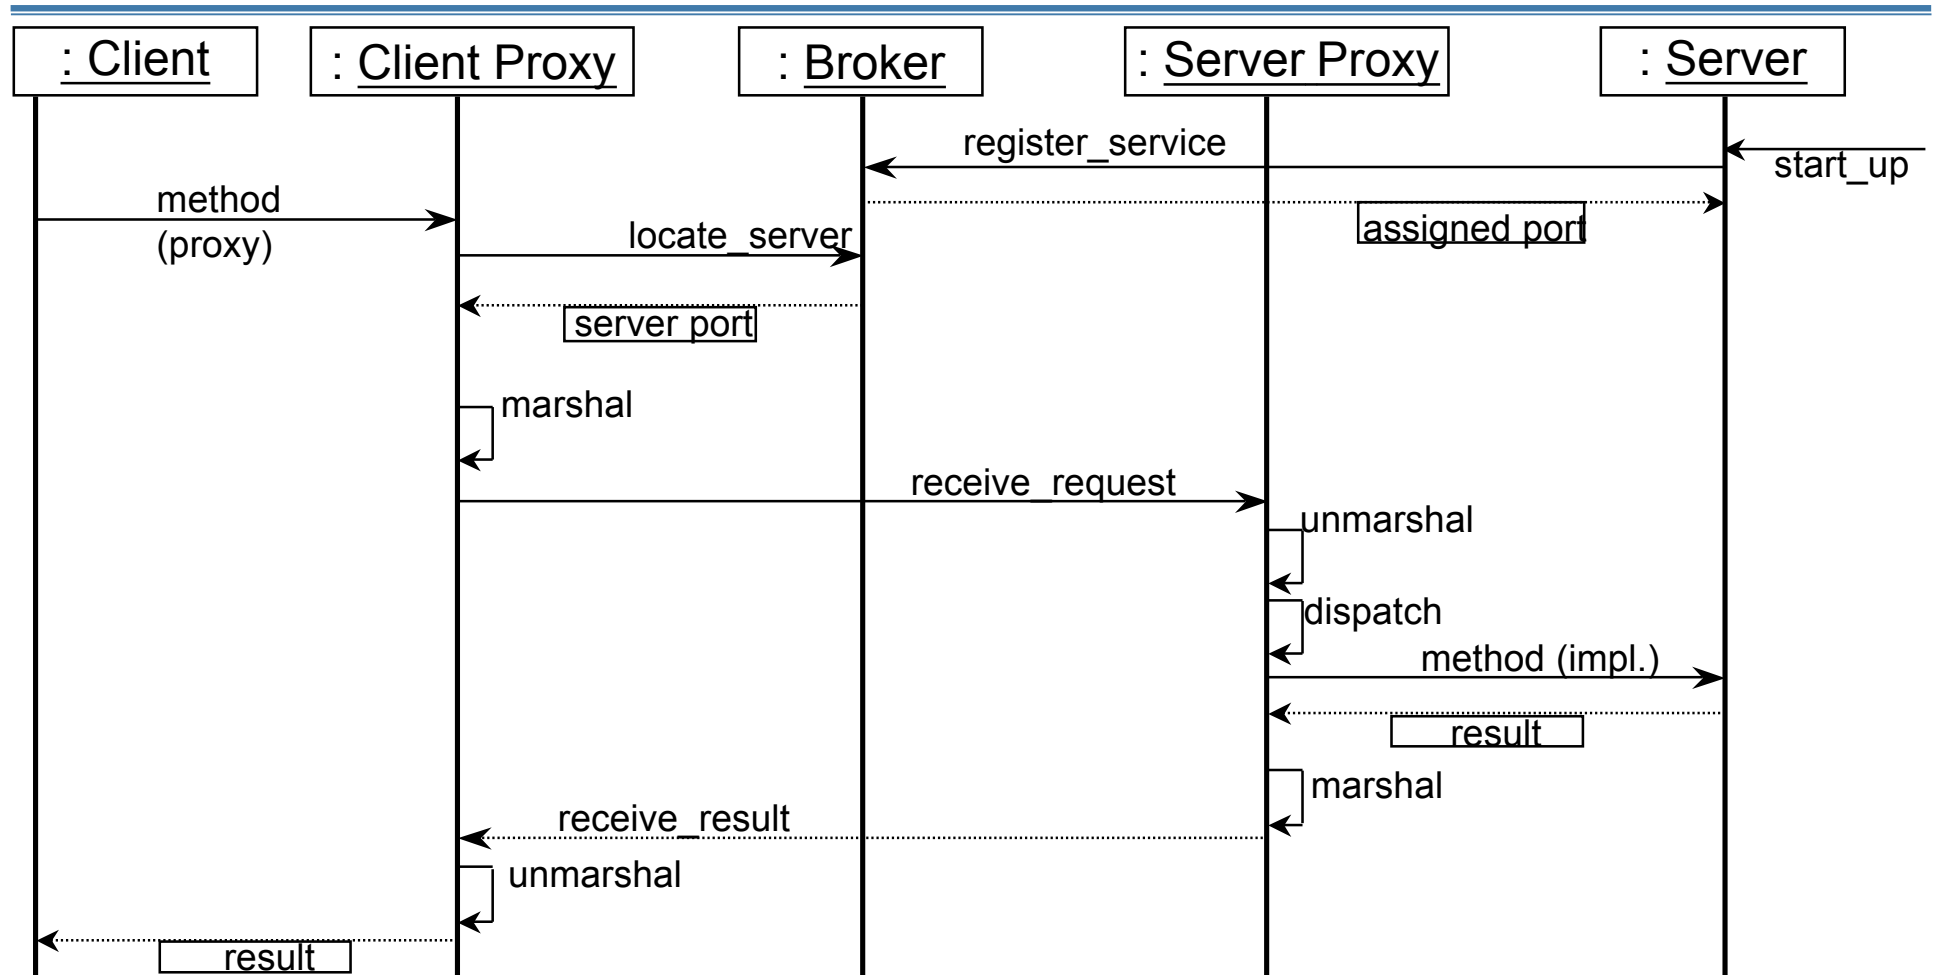 : Client
: Client Proxy
: Broker
: Server Proxy
: Server
register_service
start_up
method
(proxy)
assigned port
locate_server
server port
marshal
receive_request
unmarshal
dispatch
method (impl.)
result
marshal
receive_result
unmarshal
result